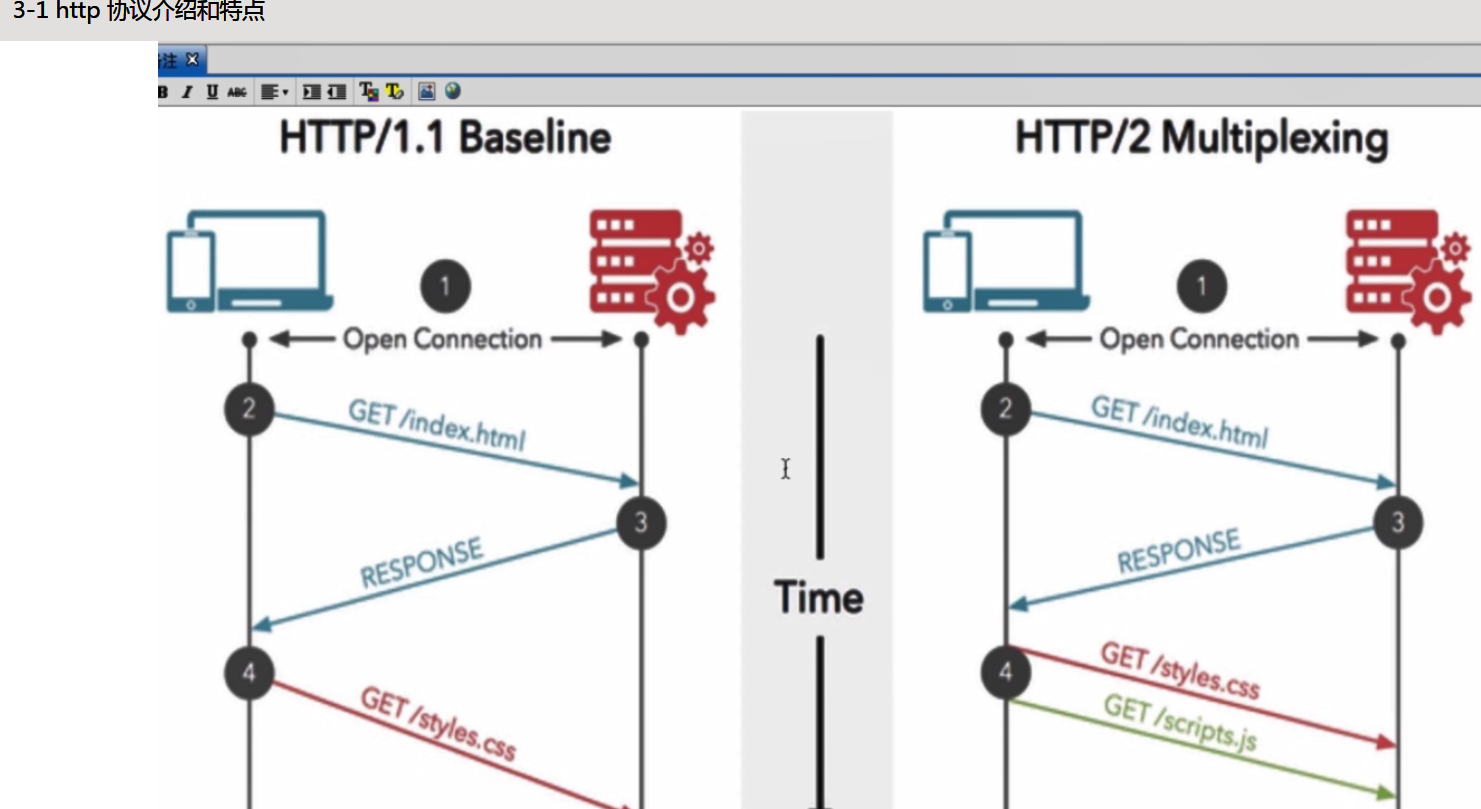 3-1 http 协议介绍和特点
注
B I U ABC
HTTP/1.1 Baseline
1
Open Connection
2
GET /index.html
3
RESPONSE
4
GET /styles.css
Time
HTTP/2 Multiplexing
1
Open Connection
2
GET /index.html
3
RESPONSE
4
GET /styles.css
GET /scripts.js